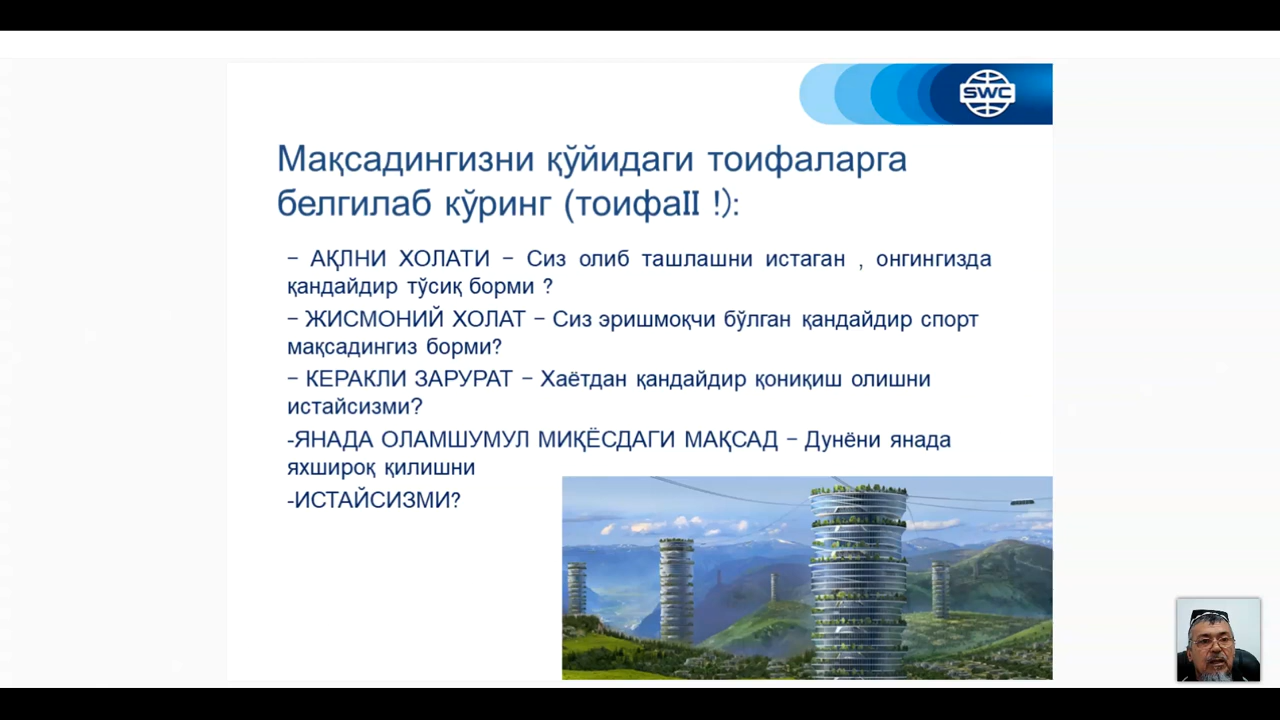 SWC
Мақсадингизни қўйидаги тоифаларга
белгилаб кўринг (тоифаII !):
− АҚЛНИ ХОЛАТИ − Сиз олиб ташлашни истаган , онгингизда
қандайдир тўсиқ борми ?
− ЖИСМОНИЙ ХОЛАТ − Сиз эришмоқчи бўлган қандайдир спорт
мақсадингиз борми?
− КЕРАКЛИ ЗАРУРАТ − Хаётдан қандайдир қониқиш олишни
истайсизми?
-ЯНАДА ОЛАМШУМУЛ МИҚЁСДАГИ МАҚСАД − Дунёни янада
яхшироқ қилишни
-ИСТАЙСИЗМИ?